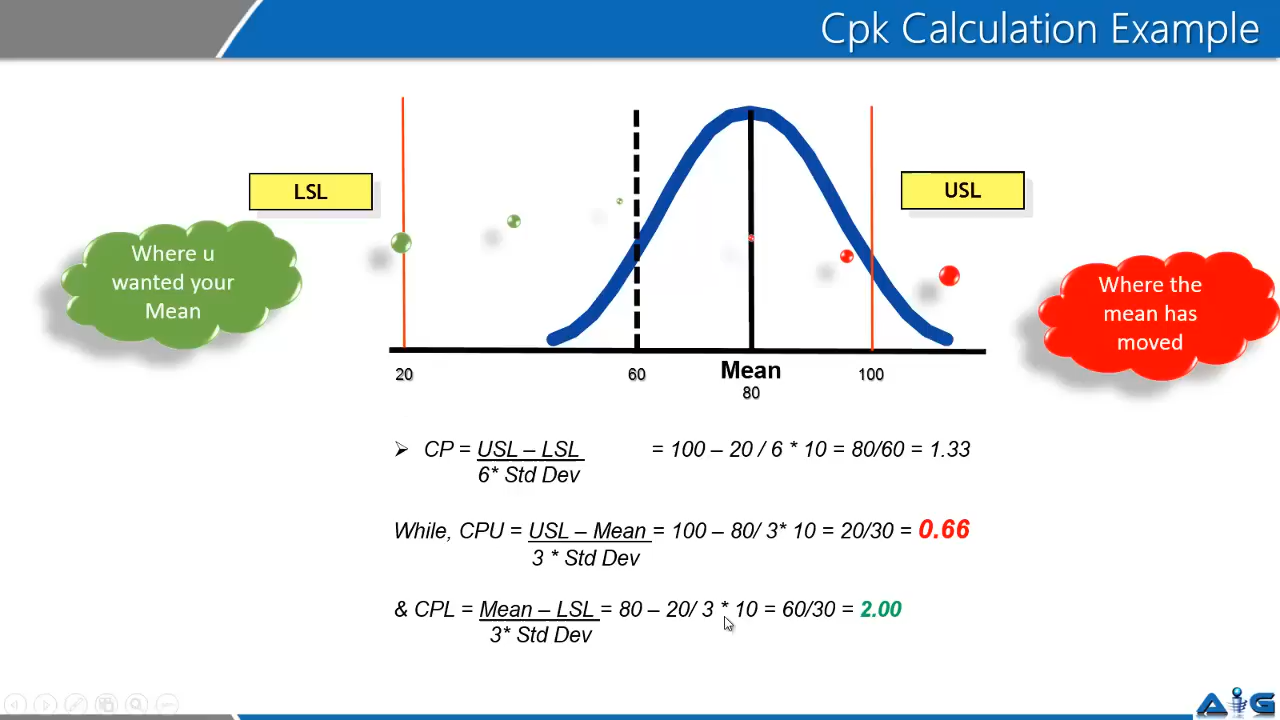 Cpk Calculation Example
LSL
USL
Where u
wanted your
Mean
Where the
mean has
moved
20
60
Mean
80
100
➢ CP = USL – LSL = 100 – 20 / 6 * 10 = 80/60 = 1.33
6* Std Dev
While, CPU = USL – Mean = 100 – 80/ 3* 10 = 20/30 = 0.66
3 * Std Dev
& CPL = Mean – LSL = 80 – 20/ 3 * 10 = 60/30 = 2.00
3* Std Dev
AiG